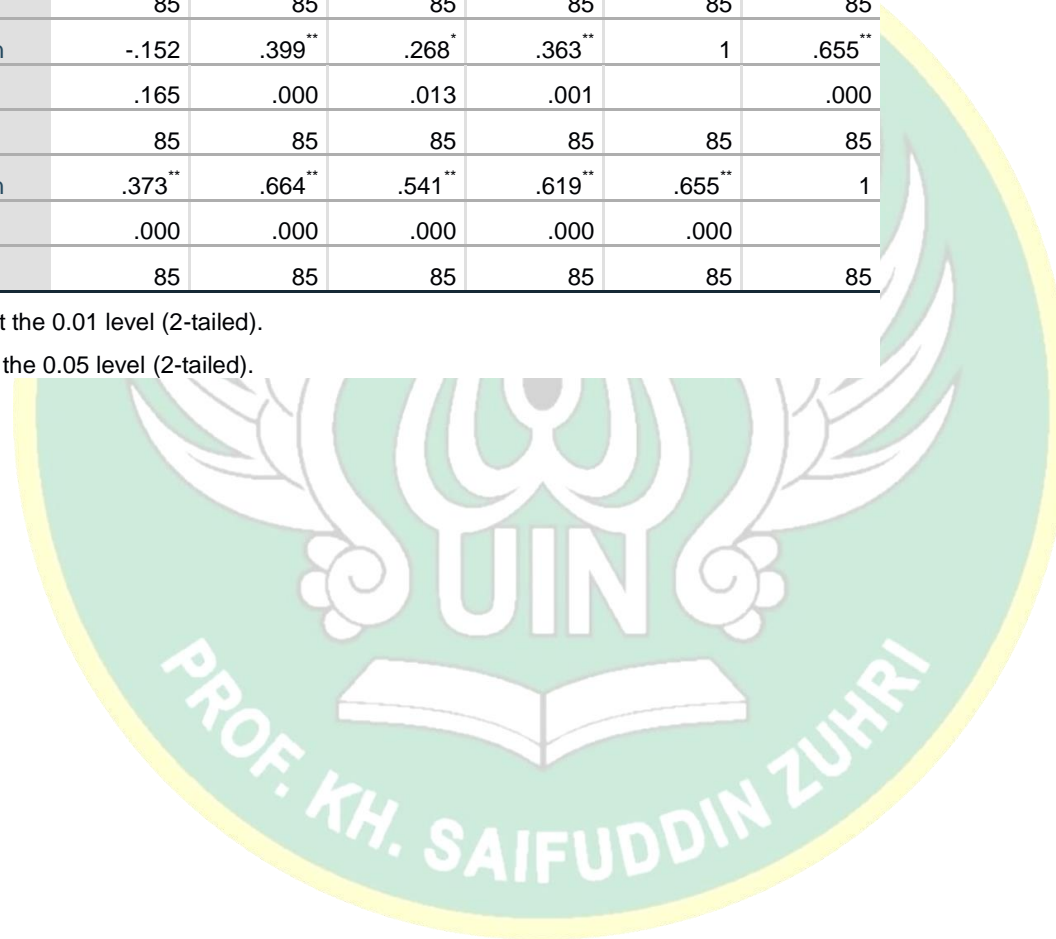 85 85 85 85 85 85
n -.152 .399** .268* .363** 1 .655**
.165 .000 .013 .001 .000
85 85 85 85 85 85
n .373** .664** .541** .619** .655** 1
.000 .000 .000 .000 .000
85 85 85 85 85 85
t the 0.01 level (2-tailed).
the 0.05 level (2-tailed).
UIN
PROF. KH. SAIFUDDIN ZUHRI